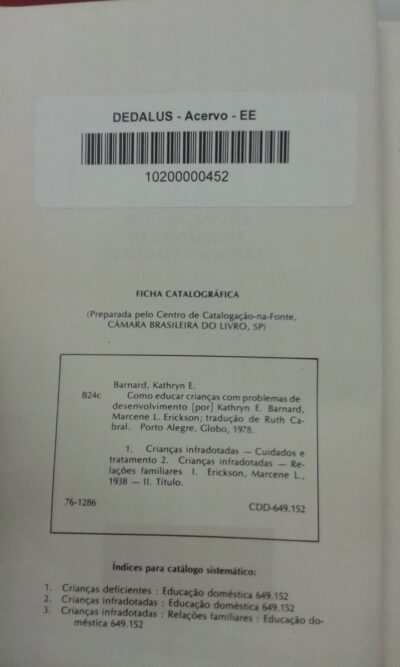 DEDALUS - Acervo - EE
10200000452
FICHA CATALOGRÁFICA
(Preparada pelo Centro de Catalogação-na-Fonte,
CÂMARA BRASILEIRA DO LIVRO, SP)
Barnard, Kathryn E.
B24c Como educar crianças com problemas de
desenvolvimento [por] Kathryn E. Barnard,
Marcene L. Erickson; tradução de Ruth Ca-
bral. Porto Alegre, Globo, 1978.
1. Crianças infradotadas — Cuidados e
tratamento 2. Crianças infradotadas — Re-
lações familiares I. Erickson, Marcene L.,
1938 — II. Título.
76-1286 CDD-649.152
Índices para catálogo sistemático:
1. Crianças deficientes : Educação doméstica 649.152
2. Crianças infradotadas : Educação doméstica 649.152
3. Crianças infradotadas : Relações familiares : Educação do-
méstica 649.152